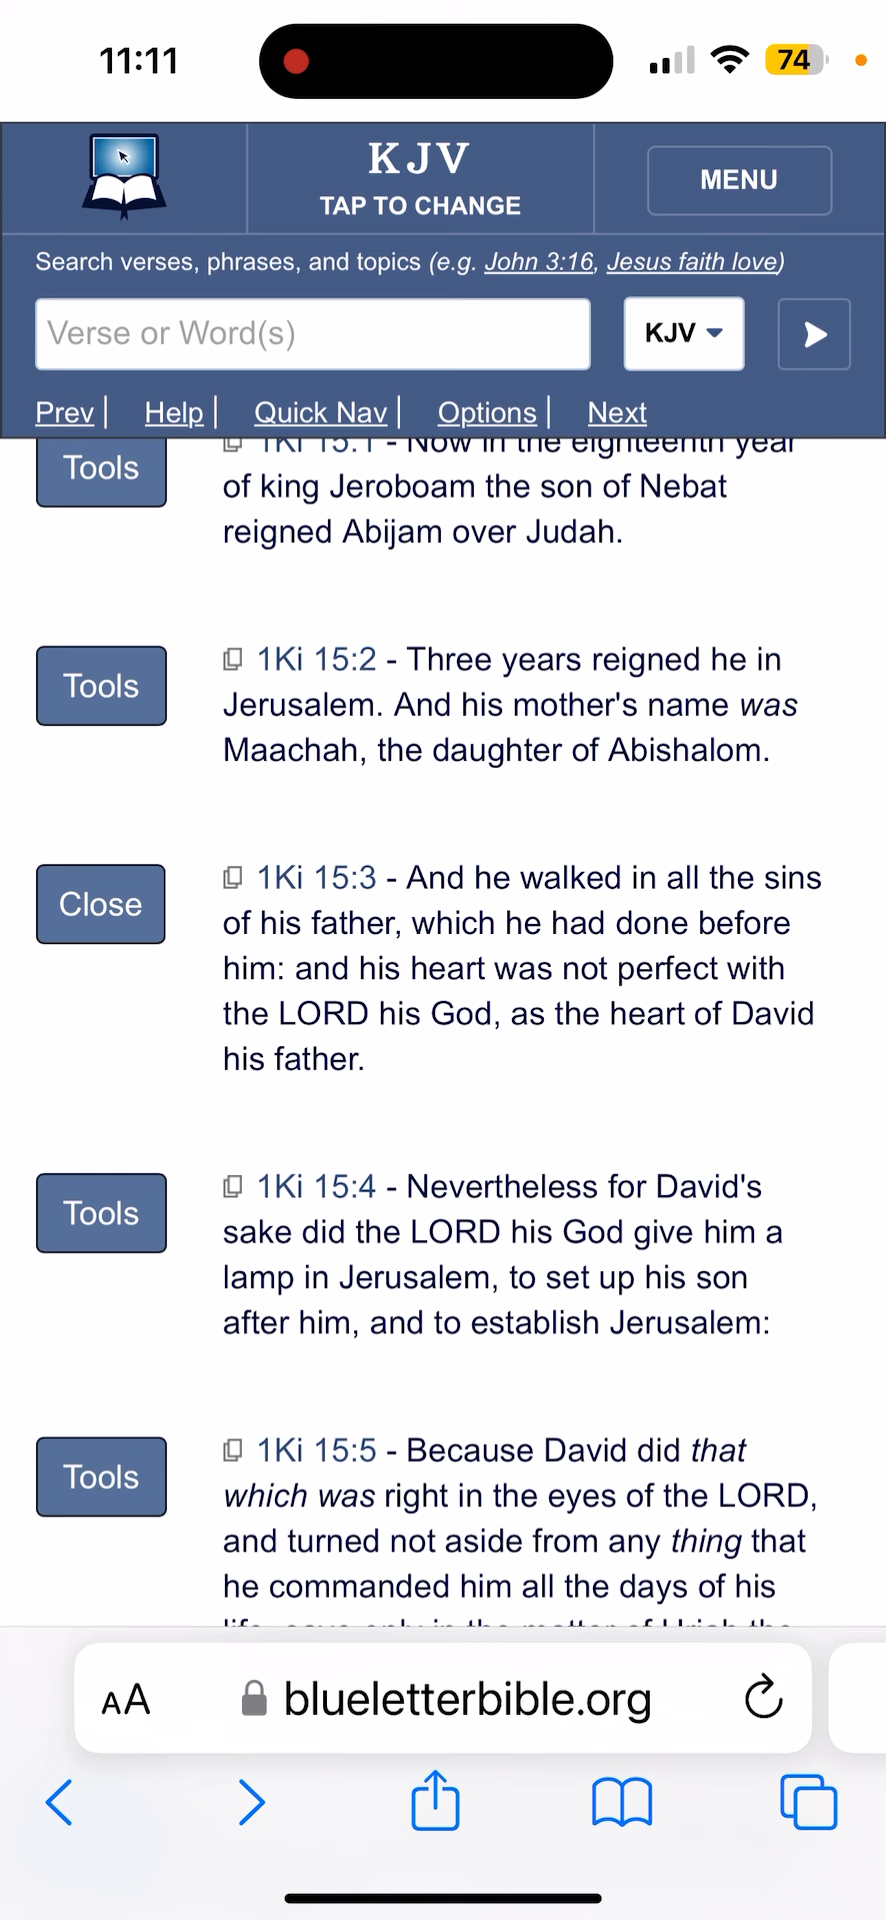 11:11
74
KJV
TAP TO CHANGE
MENU
Search verses, phrases, and topics (e.g. John 3:16, Jesus faith love)
Verse or Word(s)
KJV
Prev| Help| Quick Nav| Options| Next
Tools
1Ki 15:1 - Now in the eighteenth year
of king Jeroboam the son of Nebat
reigned Abijam over Judah.
Tools
1Ki 15:2 - Three years reigned he in
Jerusalem. And his mother's name was
Maachah, the daughter of Abishalom.
Close
1Ki 15:3 - And he walked in all the sins
of his father, which he had done before
him: and his heart was not perfect with
the LORD his God, as the heart of David
his father.
Tools
1Ki 15:4 - Nevertheless for David's
sake did the LORD his God give him a
lamp in Jerusalem, to set up his son
after him, and to establish Jerusalem:
Tools
1Ki 15:5 - Because David did that
which was right in the eyes of the LORD,
and turned not aside from any thing that
he commanded him all the days of his
AA
blueletterbible.org